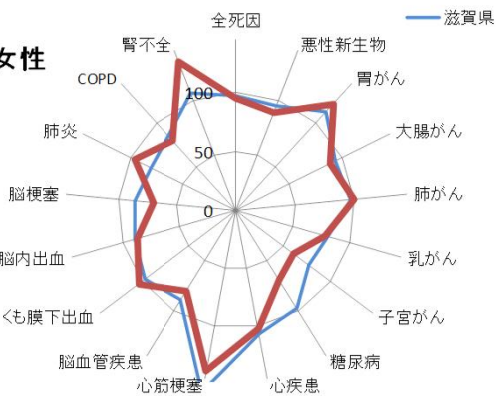 滋賀県
女性
全死因
悪性新生物
胃がん
大腸がん
肺がん
乳がん
子宮がん
糖尿病
心疾患
心筋梗塞
脳血管疾患
くも膜下出血
脳内出血
脳梗塞
肺炎
COPD
腎不全
100
50
0